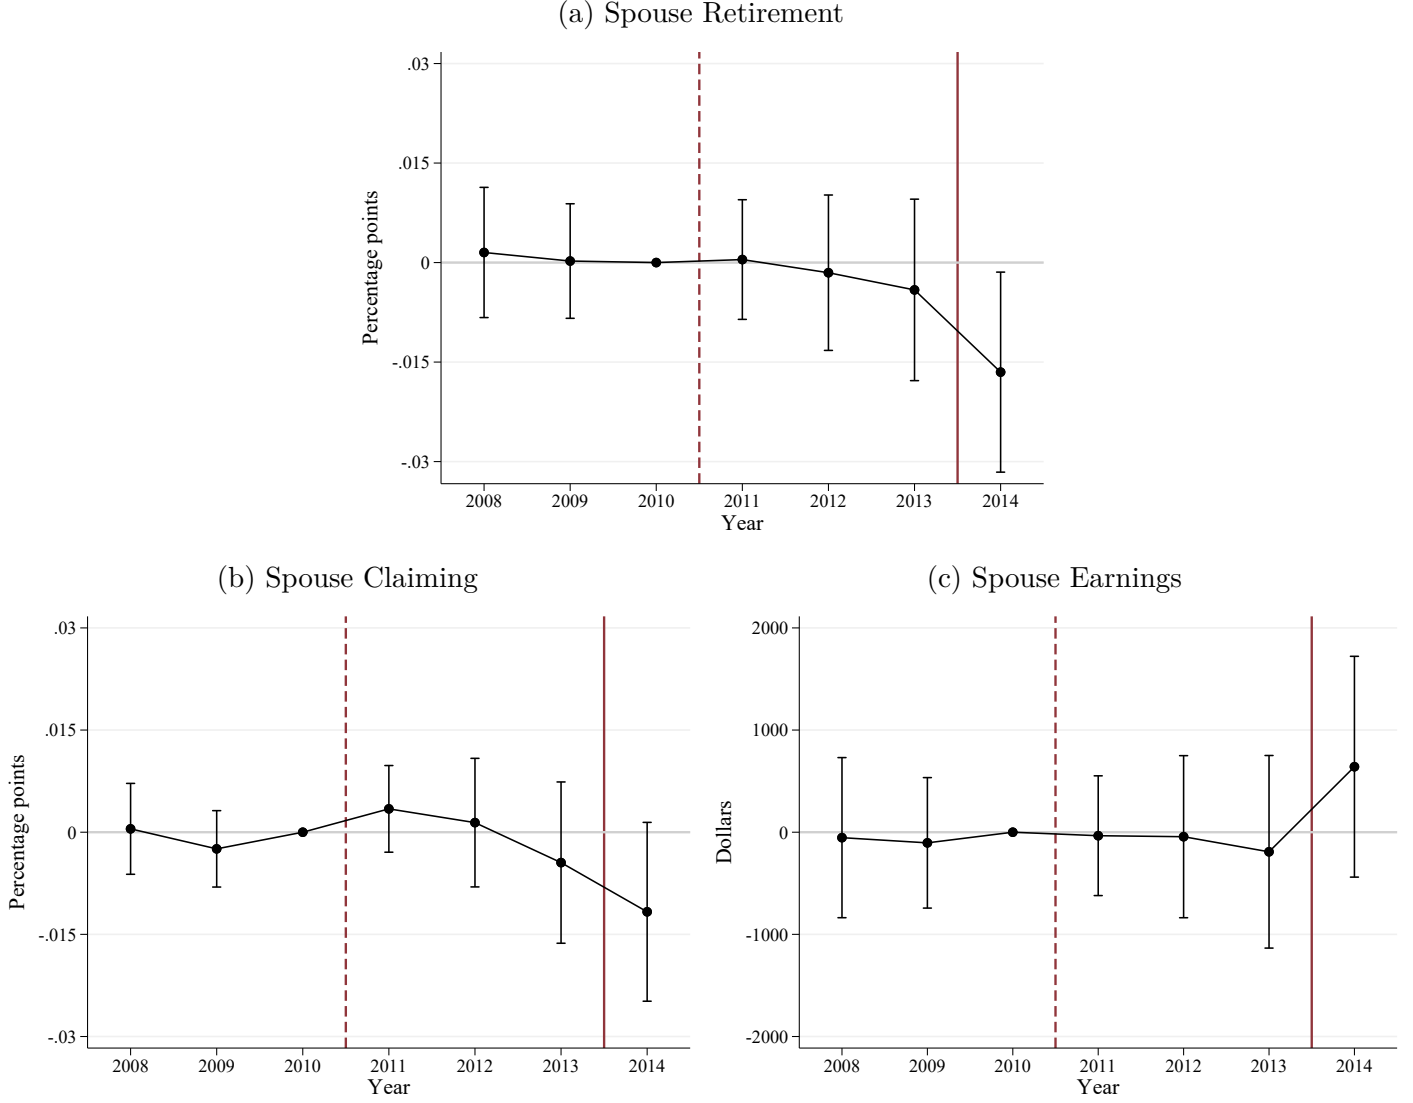 (a) Spouse Retirement
.03
.015
0
-.015
-.03
Percentage points
2008 2009 2010 2011 2012 2013 2014
Year
(b) Spouse Claiming
.03
.015
0
-.015
-.03
Percentage points
2008 2009 2010 2011 2012 2013 2014
Year
(c) Spouse Earnings
2000
1000
0
-1000
-2000
Dollars
2008 2009 2010 2011 2012 2013 2014
Year